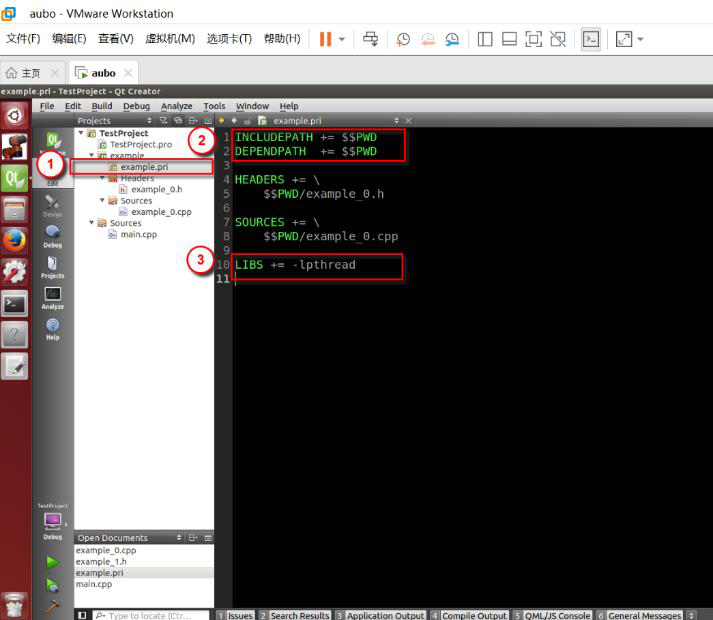 aubo - VMware Workstation
文件(F) 编辑(E) 查看(V) 虚拟机(M) 选项卡(T) 帮助(H)
主页 aubo
example.pri - TestProject - Qt Creator
File Edit Build Debug Analyze Tools Window Help
Projects
example.pri
TestProject
TestProject.pro
example
example.pri
Headers
example_0.h
Sources
example_0.cpp
Sources
main.cpp
1
2
3
Edit
Design
Debug
Projects
Analyze
Help
1 INCLUDEPATH += $$PWD
2 DEPENDPATH += $$PWD
3
4 HEADERS += \
5 $$PWD/example_0.h
6
7 SOURCES += \
8 $$PWD/example_0.cpp
9
10 LIBS += -lpthread
11
TestProject
Debug
Open Documents
example_0.cpp
example_1.h
example.pri
main.cpp
Type to locate (Ctr...
1 Issues 2 Search Results 3 Application Output 4 Compile Output 5 QML/JS Console 6 General Messages